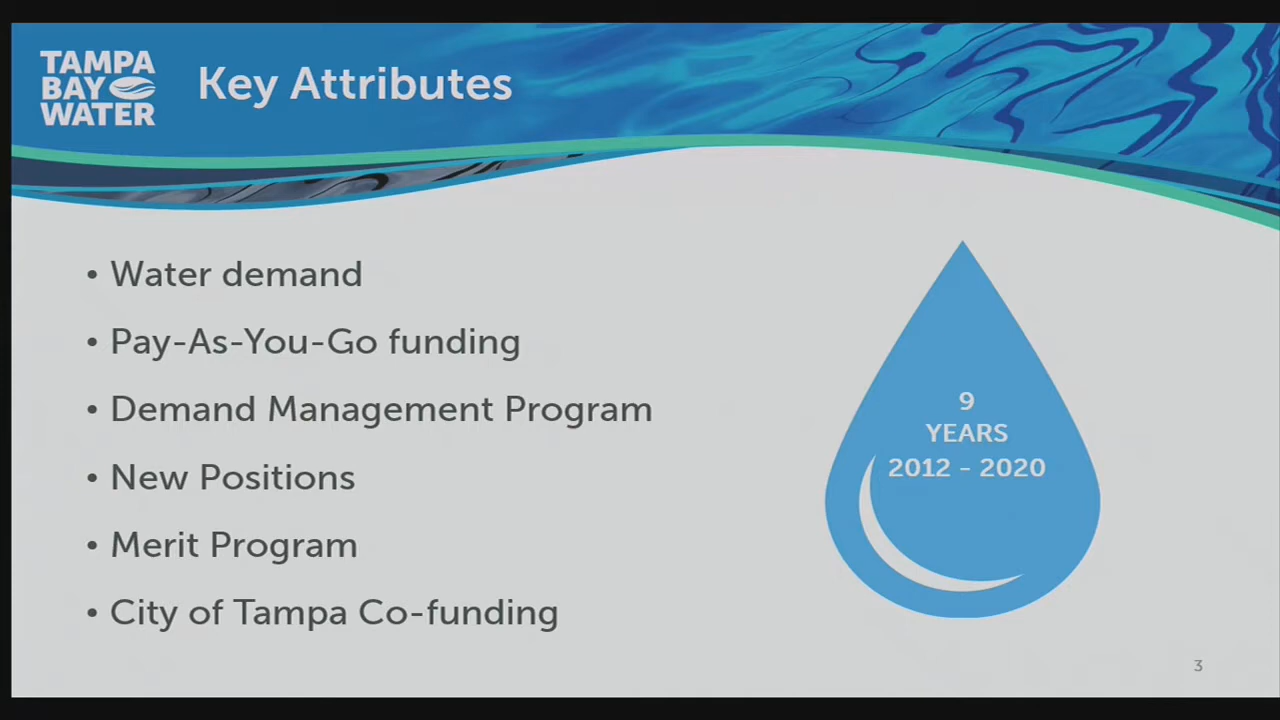 TAMPA
BAY
WATER
Key Attributes
• Water demand
• Pay-As-You-Go funding
• Demand Management Program
• New Positions
• Merit Program
• City of Tampa Co-funding
9
YEARS
2012 - 2020
3